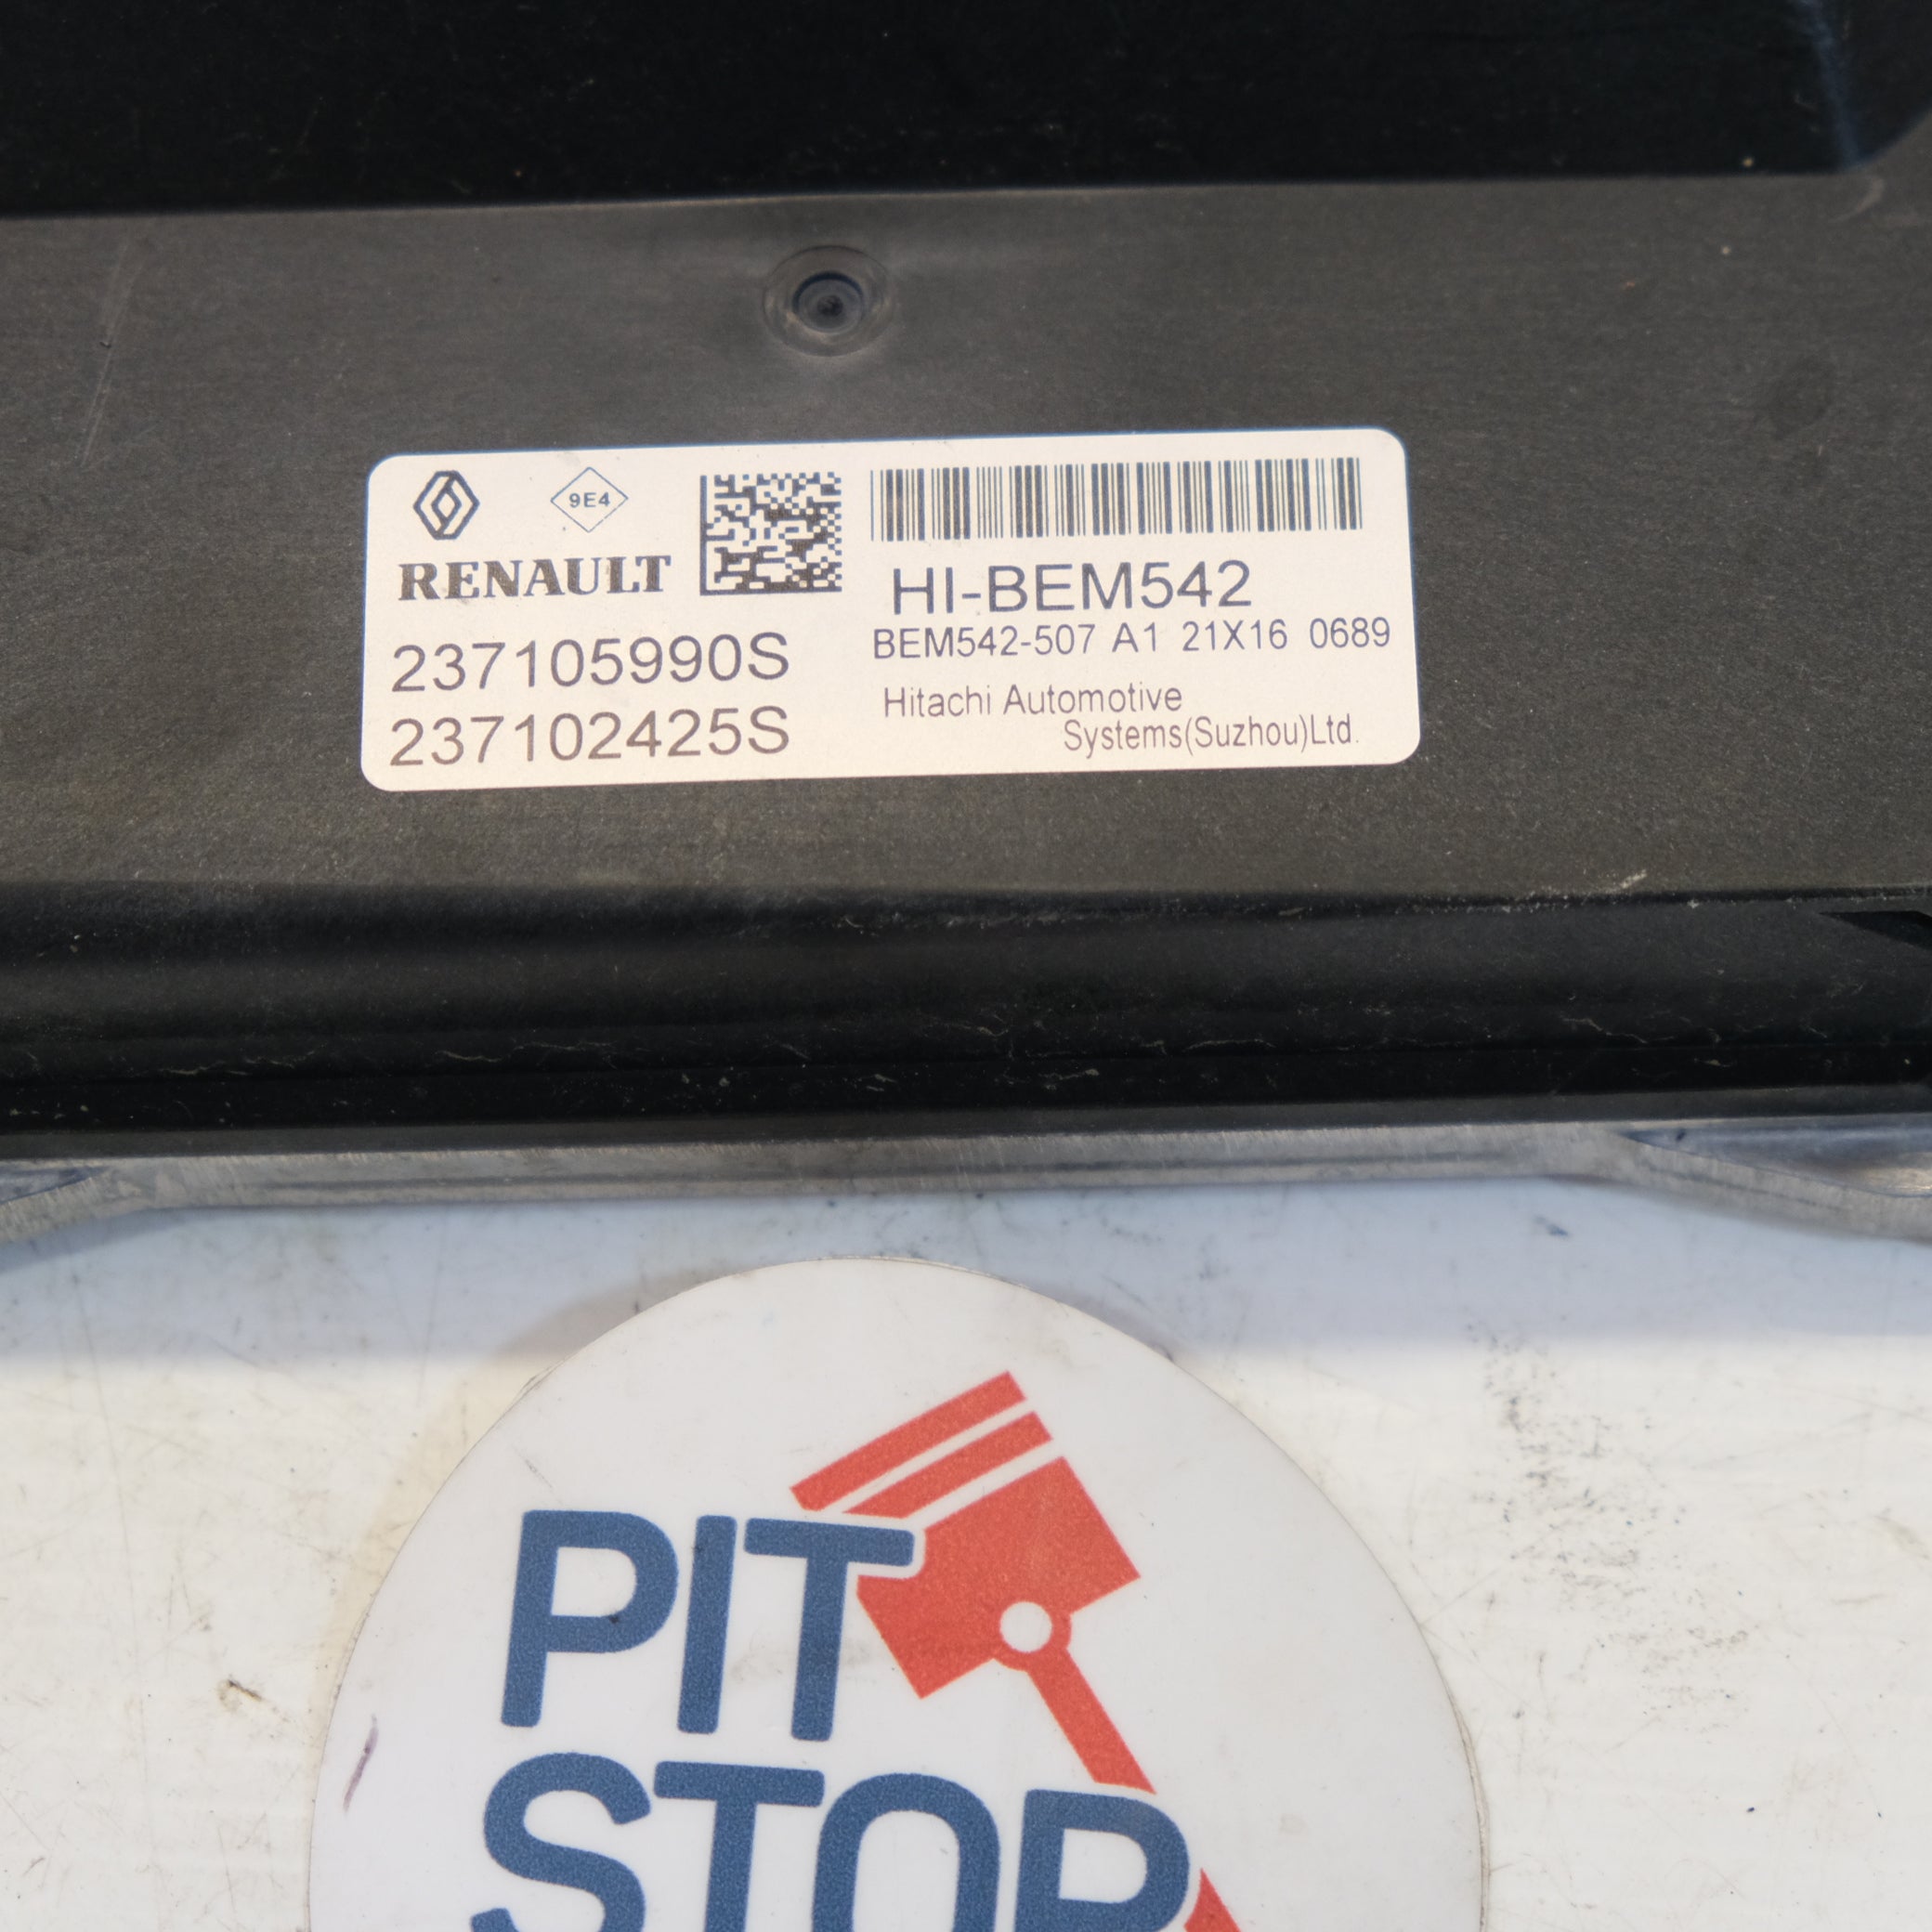 9E4
RENAULT
237105990S
237102425S
HI-BEM542
BEM542-507 A1 21X16 0689
Hitachi Automotive
Systems(Suzhou)Ltd.
PIT
STOP